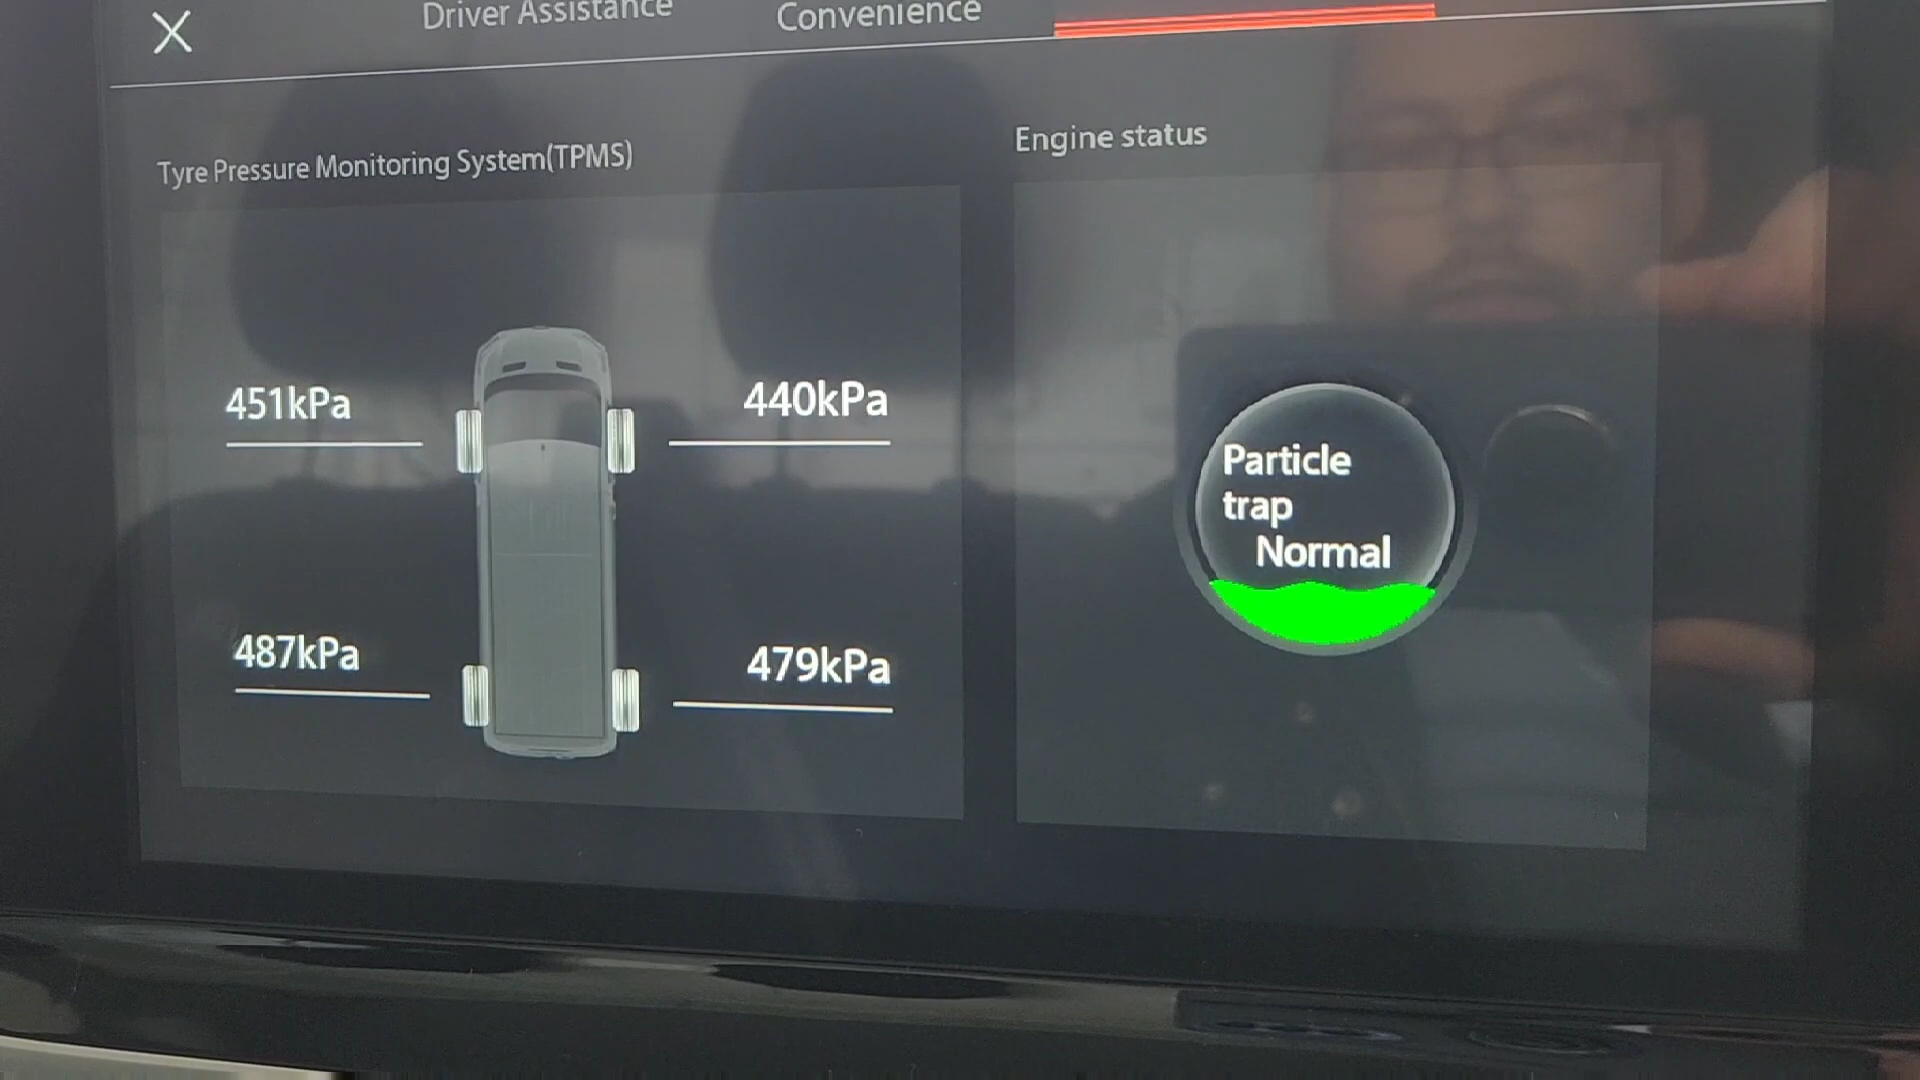 Driver Assistance
Convenience
Tyre Pressure Monitoring System(TPMS)
Engine status
451kPa
440kPa
487kPa
479kPa
Particle
trap
Normal